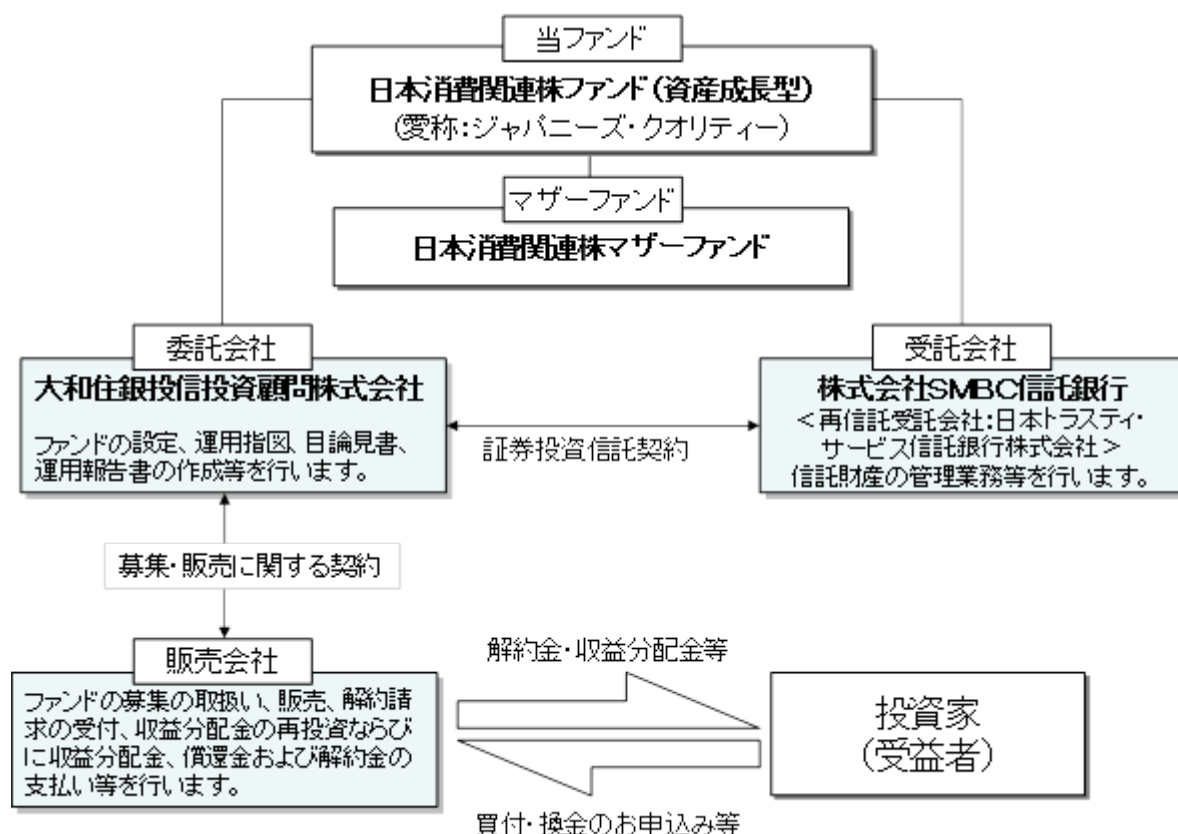 当ファンド
日本消費関連株ファンド(資産成長型)
(愛称:ジャパニーズ・クオリティー)
マザーファンド
日本消費関連株マザーファンド
委託会社
大和住銀投信投資顧問株式会社
ファンドの設定、運用指図、目論見書、
運用報告書の作成等を行います。
証券投資信託契約
受託会社
株式会社SMBC信託銀行
<再信託受託会社:日本トラスティ・
サービス信託銀行株式会社>
信託財産の管理業務等を行います。
募集・販売に関する契約
販売会社
ファンドの募集の取扱い、販売、解約請
求の受付、収益分配金の再投資ならび
に収益分配金、償還金および解約金の
支払い等を行います。
解約金・収益分配金等
買付・換金のお申込み等
投資家
(受益者)